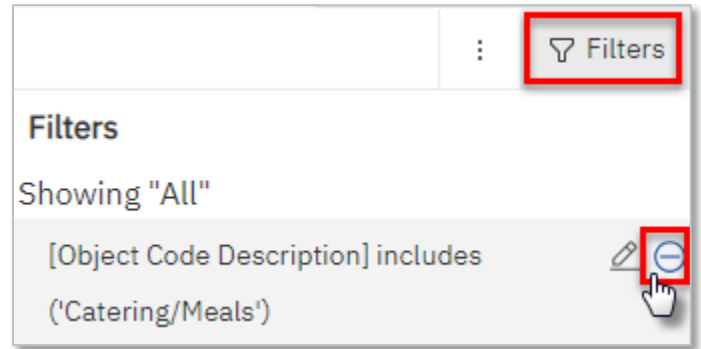 Filters
Filters
Showing "All"
[Object Code Description] includes
('Catering/Meals')